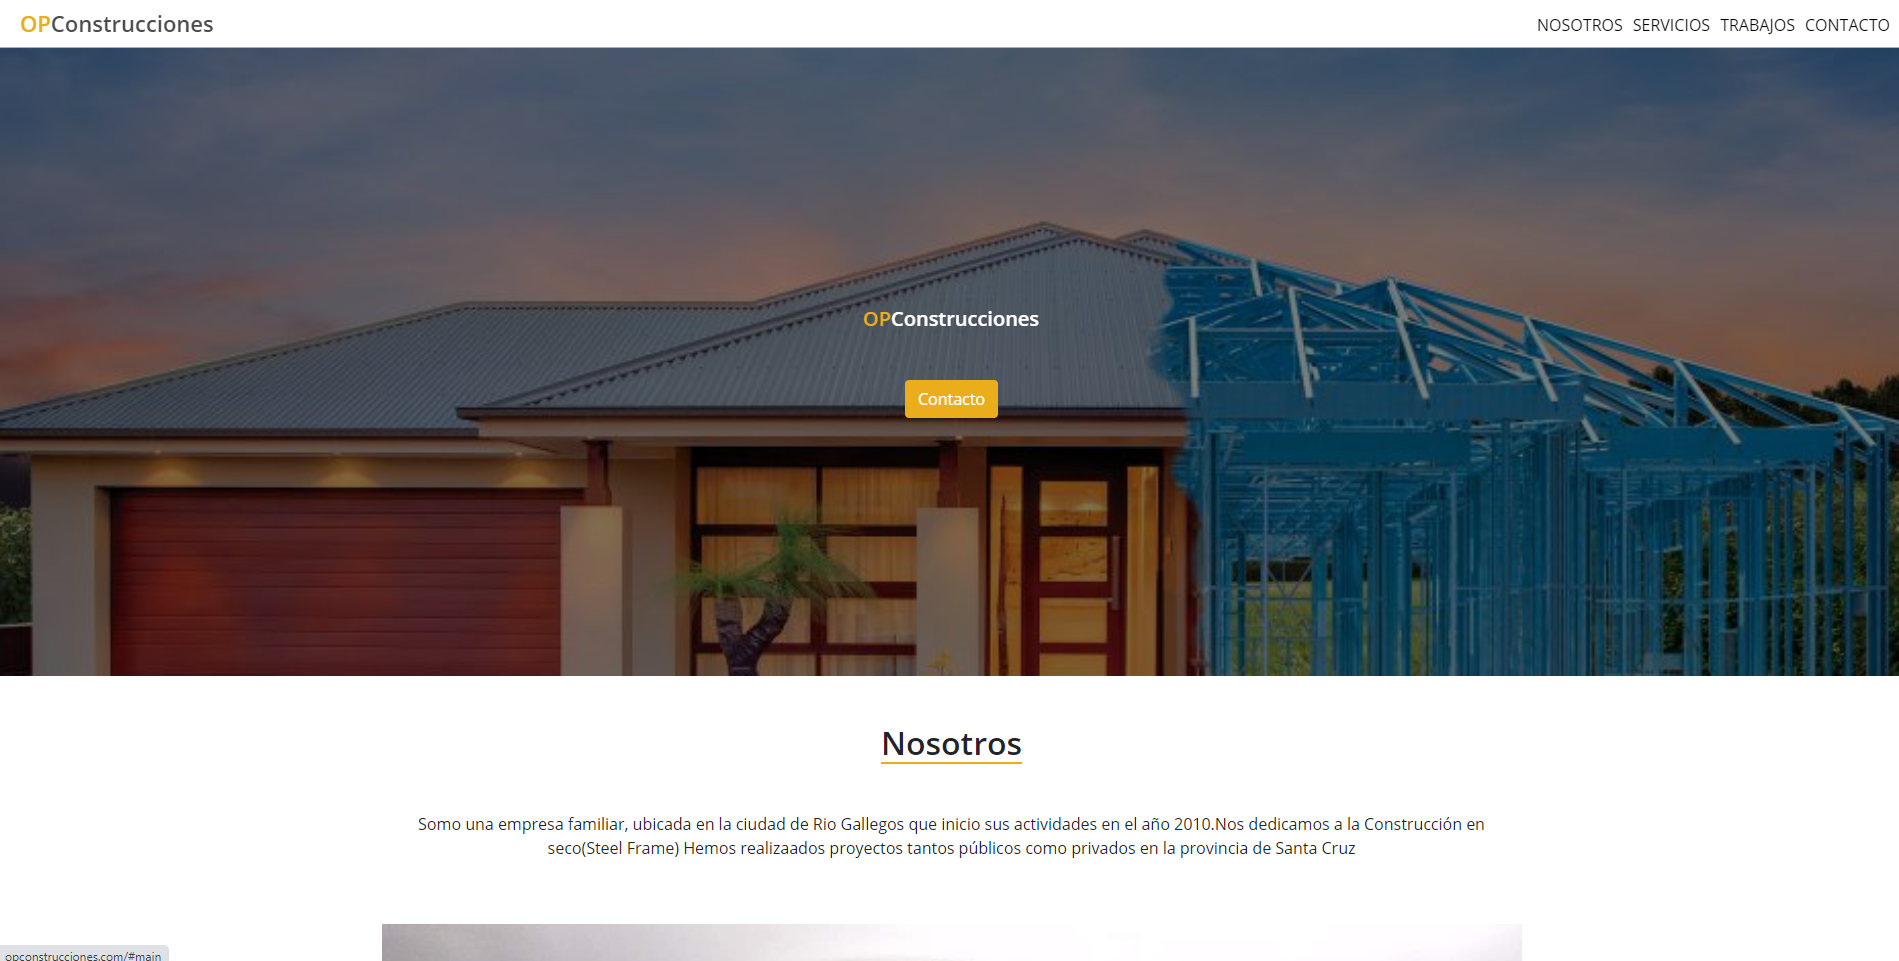 OPConstrucciones
NOSOTROS SERVICIOS TRABAJOS CONTACTO
OPConstrucciones
Contacto
Nosotros
Somo una empresa familiar, ubicada en la ciudad de Rio Gallegos que inicio sus actividades en el año 2010.Nos dedicamos a la Construcción en
seco(Steel Frame) Hemos realizaados proyectos tantos públicos como privados en la provincia de Santa Cruz
opconstrucciones.com/#main